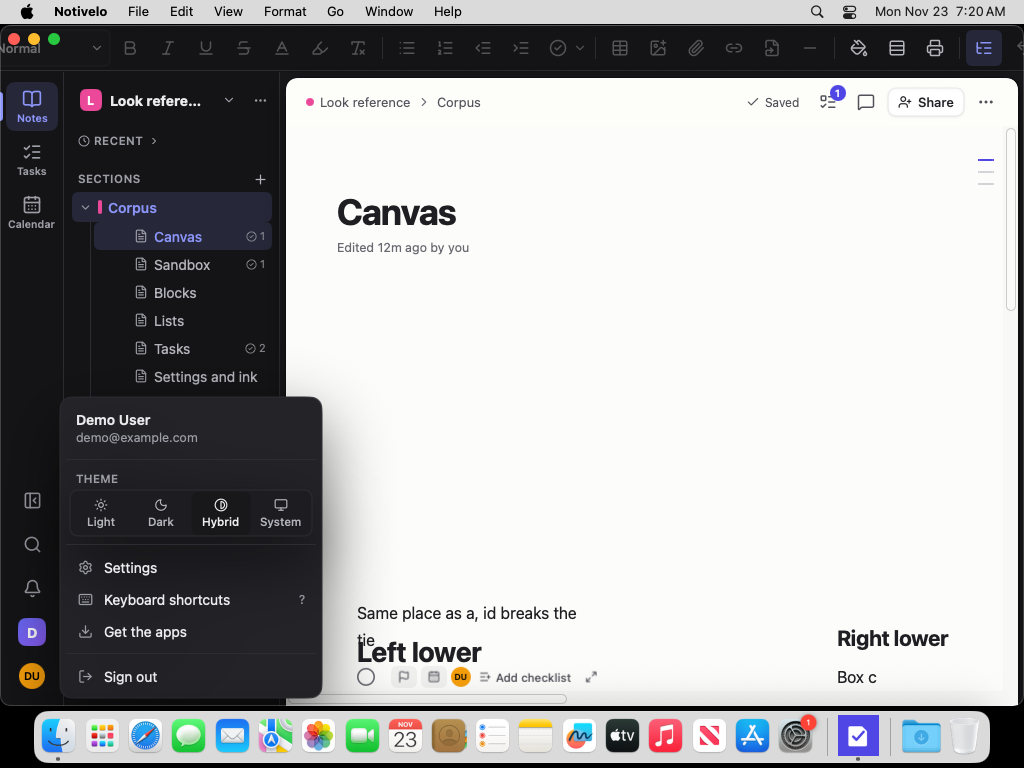 Notivelo File Edit View Format Go Window Help Mon Nov 23 7:20 AM
Normal
Notes
Tasks
Calendar
L Look refere...
RECENT
SECTIONS
Corpus
Canvas 1
Sandbox 1
Blocks
Lists
Tasks 2
Settings and ink
Demo User
demo@example.com
THEME
Light Dark Hybrid System
Settings
Keyboard shortcuts ?
Get the apps
Sign out
D
DU
Look reference Corpus Saved 1 Share
Canvas
Edited 12m ago by you
Same place as a, id breaks the
tie
Left lower
DU Add checklist
Right lower
Box c
NOV
23
tv
1